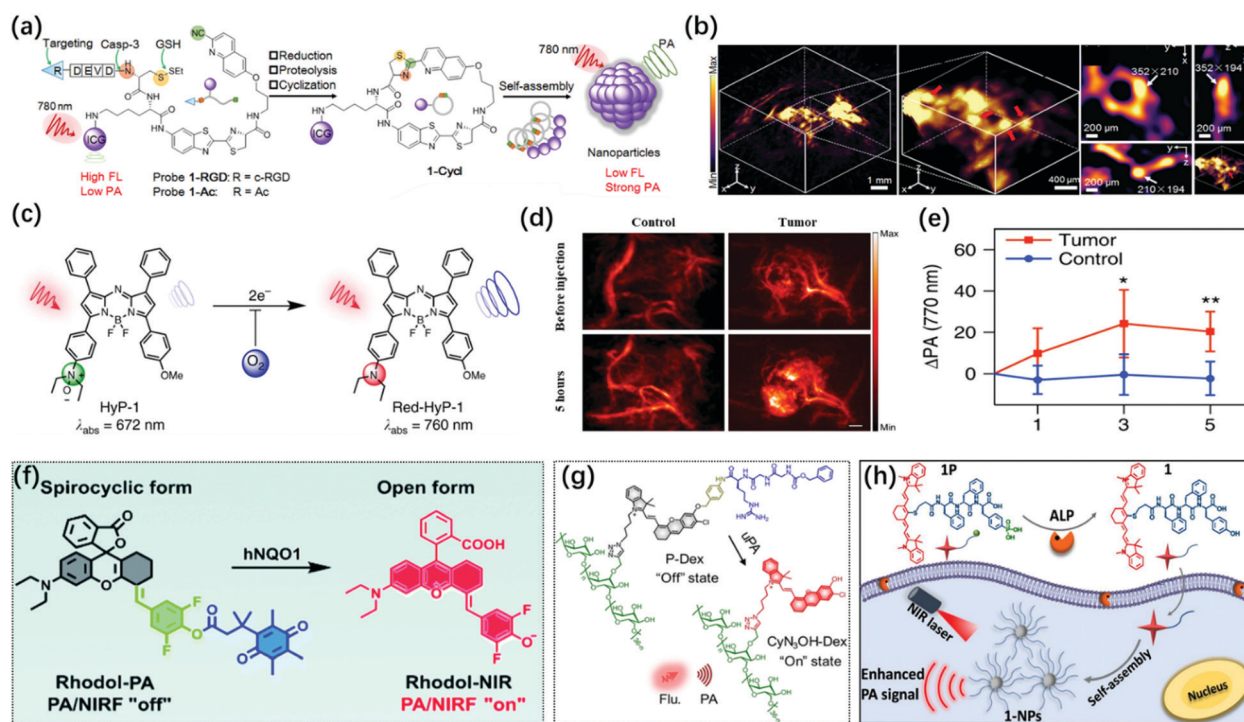 (a)
Targeting
Casp-3
GSH
R D E V D N
H
S
S SEt
NC
N
O
780 nm
HN
ICG
High FL
Low PA
Probe 1-RGD: R = c-RGD
Probe 1-Ac: R = Ac
Reduction
Proteolysis
Cyclization
1-Cycl
Self-assembly
780 nm
PA
Nanoparticles
Low FL
Strong PA
(b)
Max
Min
z
x y
1 mm
z
x y
400 μm
y
x
352×210
200 μm
z
x
352×194
200 μm
y
z
210×194
200 μm
(c)
2e⁻
O₂
N N
B
F F
N
O
OMe
HyP-1
λabs = 672 nm
N N
B
F F
N
OMe
Red-HyP-1
λabs = 760 nm
(d)
Control Tumor
Before injection
5 hours
Max
Min
(e)
ΔPA (770 nm)
60
40
20
0
Tumor
Control
*
**
1 3 5
(f)
Spirocyclic form
Open form
hNQO1
COOH
Rhodol-PA
PA/NIRF "off"
Rhodol-NIR
PA/NIRF "on"
(g)
P-Dex
"Off" state
uPA
CyN₃OH-Dex
"On" state
Flu.
PA
(h)
1P
1
ALP
NIR
laser
Enhanced
PA signal
Self-assembly
1-NPs
Nucleus